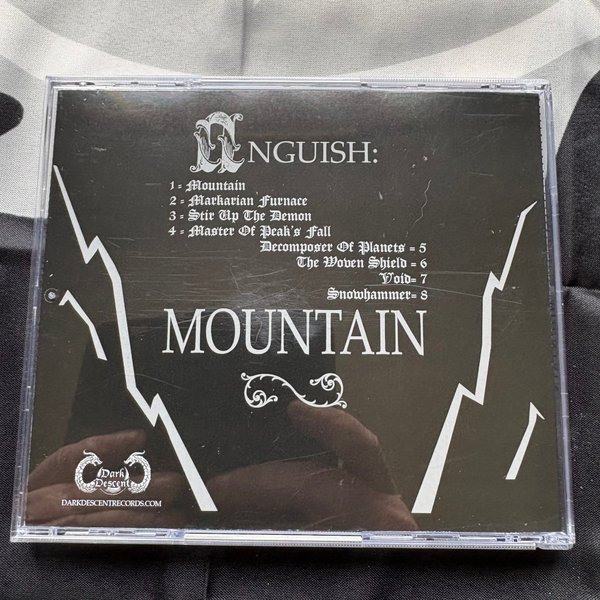 ANGUISH:
1 = Mountain
2 = Markarian Furnace
3 = Stir Up The Demon
4 = Master Of Peak's Fall
Decomposer Of Planets = 5
The Woven Shield = 6
Void= 7
Snowhammer= 8
MOUNTAIN
Dark
Descent
DARKDESCENTRECORDS.COM